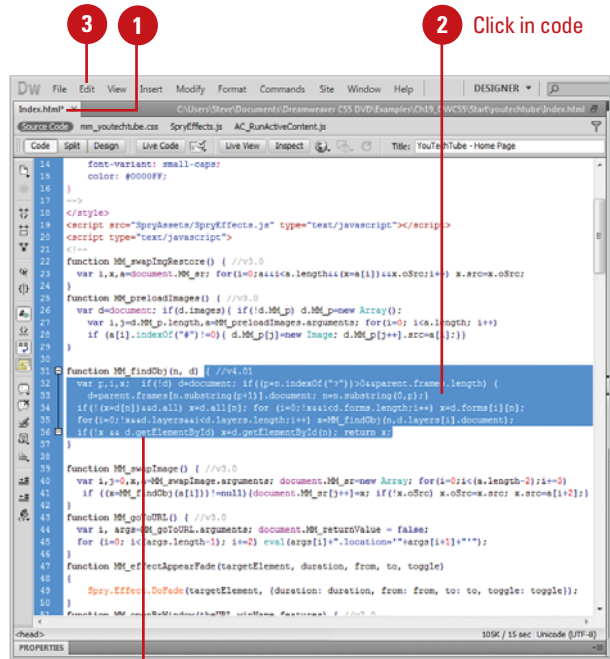 3 1 2 Click in code
DW File Edit View Insert Modify Format Commands Site Window Help DESIGNER
Index.html* C:\Users\Steve\Documents\Dreamweaver CS5 DVD\Examples\Ch19_DWCS5\Start\youtechtube\Index.html
Source Code mm_youtechtube.css SpryEffects.js AC_RunActiveContent.js
Code Split Design Live Code Live View Inspect Title: YouTechTube - Home Page
14 font-variant: small-caps;
15 color: #0000FF;
16 }
17 -->
18 </style>
19 <script src="SpryAssets/SpryEffects.js" type="text/javascript"></script>
20 <script type="text/javascript">
21 <!--
22 function MM_swapImgRestore() { //v3.0
23 var i,x,a=document.MM_sr; for(i=0;a&&i<a.length&&(x=a[i])&&x.oSrc;i++) x.src=x.oSrc;
24 }
25 function MM_preloadImages() { //v3.0
26 var d=document; if(d.images){ if(!d.MM_p) d.MM_p=new Array();
27 var i,j=d.MM_p.length,a=MM_preloadImages.arguments; for(i=0; i<a.length; i++)
28 if (a[i].indexOf("#")!=0){ d.MM_p[j]=new Image; d.MM_p[j++].src=a[i];}}
29 }
30
31 function MM_findObj(n, d) { //v4.01
32 var p,i,x; if(!d) d=document; if((p=n.indexOf("?"))>0&&parent.frames.length) {
33 d=parent.frames[n.substring(p+1)].document; n=n.substring(0,p);}
34 if(!(x=d[n])&&d.all) x=d.all[n]; for (i=0;!x&&i<d.forms.length;i++) x=d.forms[i][n];
35 for(i=0;!x&&d.layers&&i<d.layers.length;i++) x=MM_findObj(n,d.layers[i].document);
36 if(!x && d.getElementById) x=d.getElementById(n); return x;
37 }
38
39 function MM_swapImage() { //v3.0
40 var i,j=0,x,a=MM_swapImage.arguments; document.MM_sr=new Array; for(i=0;i<(a.length-2);i+=3)
41 if ((x=MM_findObj(a[i]))!=null){document.MM_sr[j++]=x; if(!x.oSrc) x.oSrc=x.src; x.src=a[i+2];}
42 }
43 function MM_goToURL() { //v3.0
44 var i, args=MM_goToURL.arguments; document.MM_returnValue = false;
45 for (i=0; i<(args.length-1); i+=2) eval(args[i]+".location='"+args[i+1]+"'");
46 }
47 function MM_effectAppearFade(targetElement, duration, from, to, toggle)
48 {
49 Spry.Effect.DoFade(targetElement, {duration: duration, from: from, to: to, toggle: toggle});
50 }
51 function MM_openBrWindow(theURL,winName,features) { //v2.0
<head> 105K / 15 sec Unicode (UTF-8)
PROPERTIES